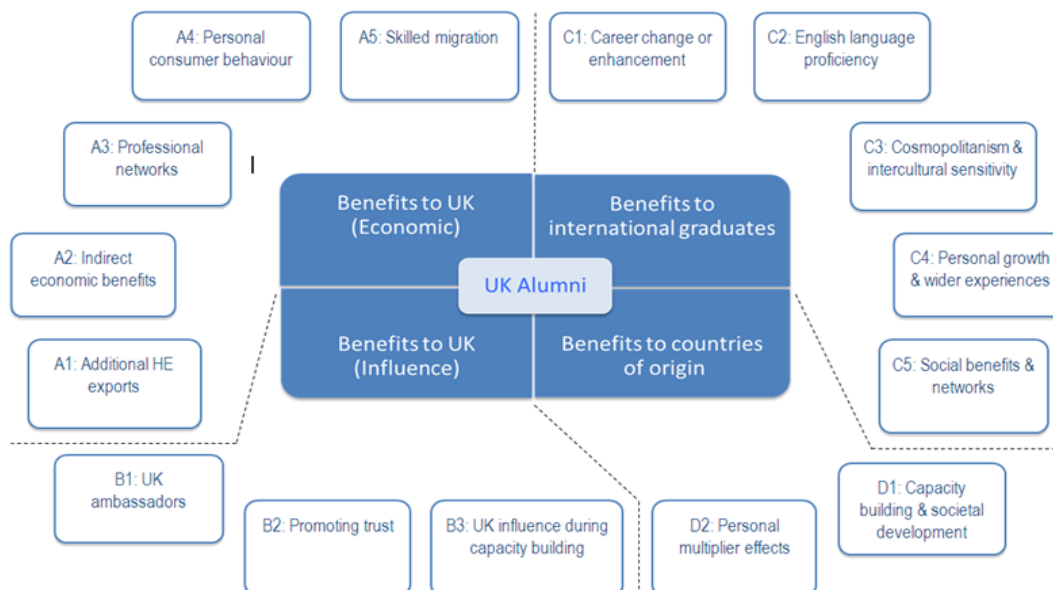 A4: Personal
consumer behaviour
A5: Skilled migration
C1: Career change or
enhancement
C2: English language
proficiency
A3: Professional
networks
C3: Cosmopolitanism &
intercultural sensitivity
Benefits to UK
(Economic)
Benefits to
international graduates
A2: Indirect
economic benefits
C4: Personal growth
& wider experiences
UK Alumni
A1: Additional HE
exports
Benefits to UK
(Influence)
Benefits to countries
of origin
C5: Social benefits &
networks
B1: UK
ambassadors
B2: Promoting trust
B3: UK influence during
capacity building
D2: Personal
multiplier effects
D1: Capacity
building & societal
development